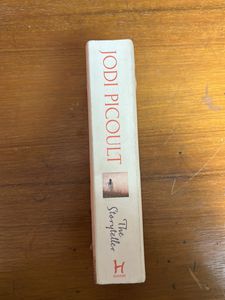 JODI PICOULT
The
Storyteller